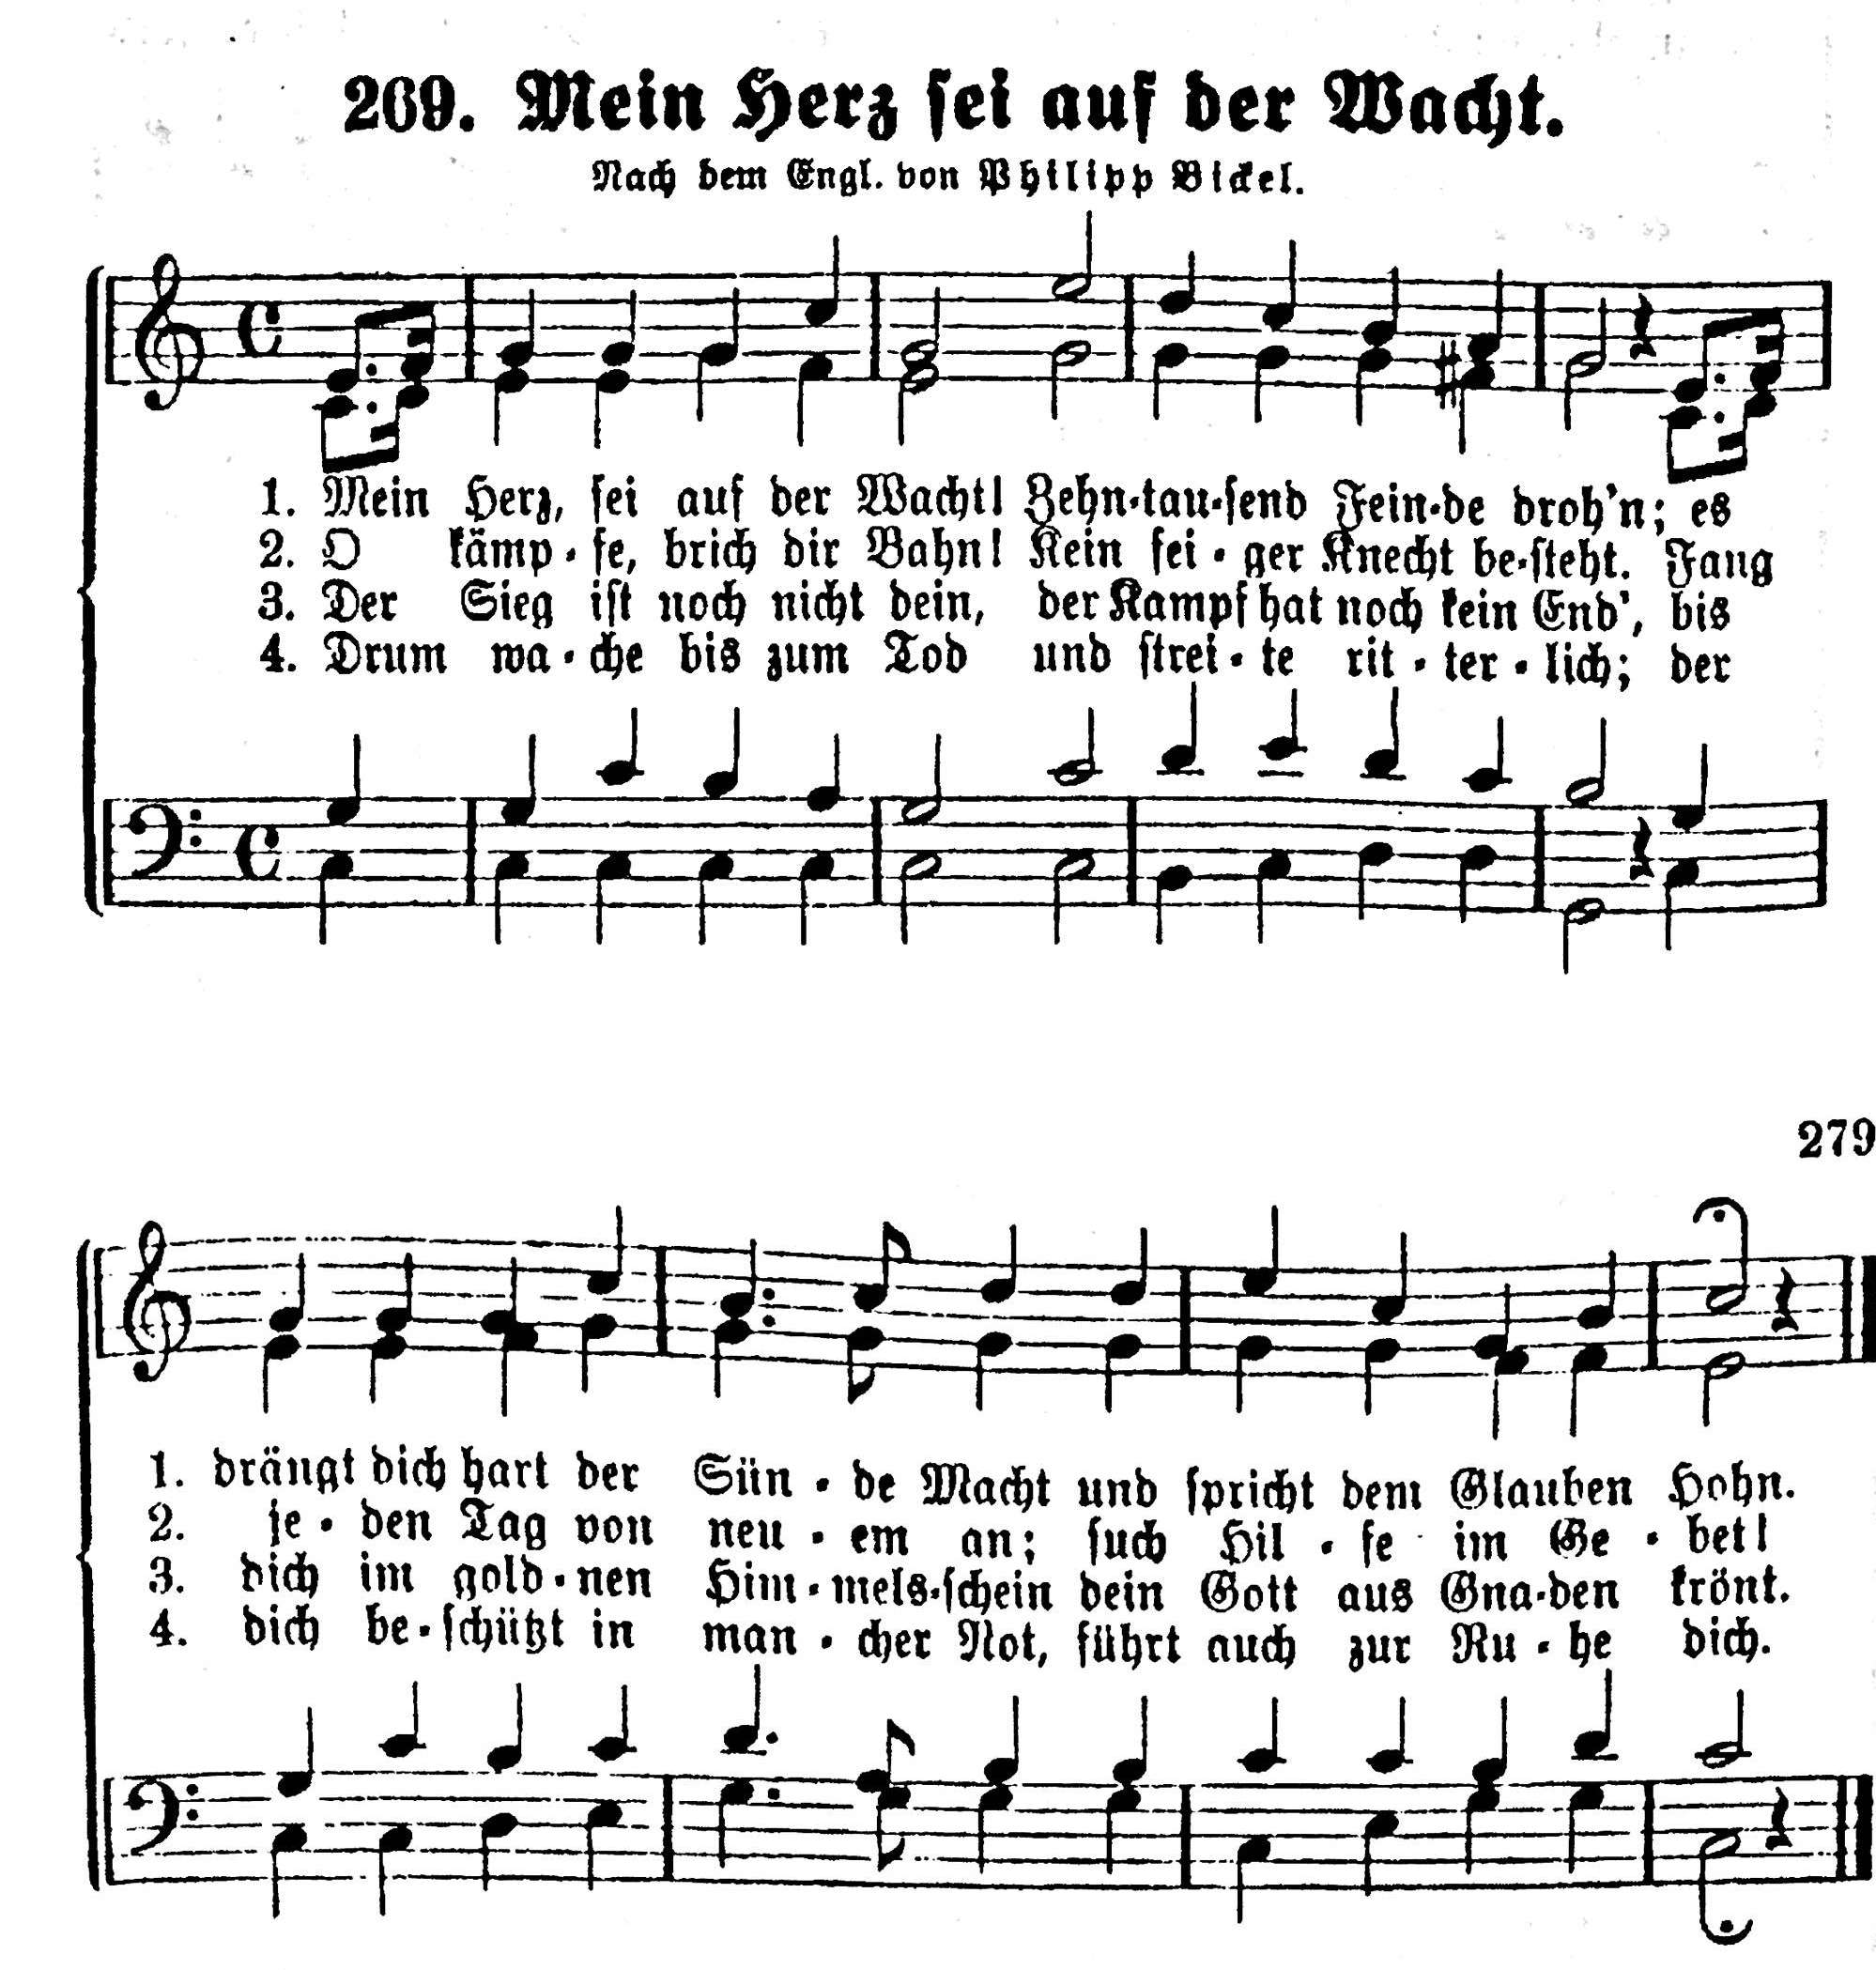 269. Mein Herz sei auf der Wacht.
Nach dem Engl. von Philipp Bickel.
1. Mein Herz, sei auf der Wacht! Zehn-tau-send Fein-de droh'n; es
2. O kämp-fe, brich dir Bahn! Kein fei-ger Knecht be-steht. Fang
3. Der Sieg ist noch nicht dein, der Kampf hat noch kein End', bis
4. Drum wa-che bis zum Tod und strei-te rit-ter-lich; der
279
1. drängt dich hart der Sün-de Macht und spricht dem Glauben Hohn.
2. je-den Tag von neu-em an; such Hil-fe im Ge-bet!
3. dich im gold-nen Him-mels-schein dein Gott aus Gna-den krönt.
4. dich be-schützt in man-cher Not, führt auch zur Ru-he dich.